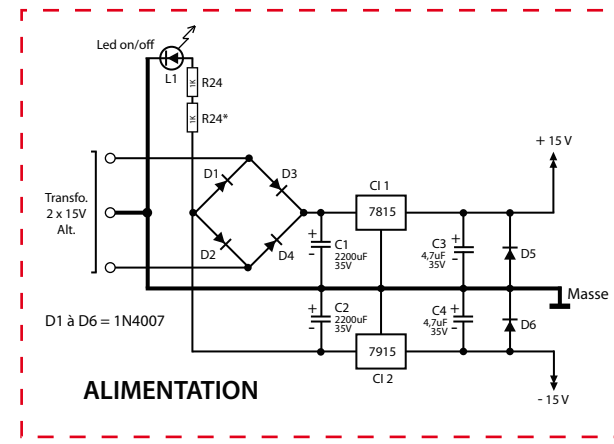 Led on/off
L1
1K
R24
1K
R24*
+ 15 V
D1
D3
CI 1
Transfo.
2 x 15V
Alt.
7815
+
-
C1
2200uF
35V
+
-
C3
4,7uF
35V
D5
D2
D4
Masse
+
-
C2
2200uF
35V
+
-
C4
4,7uF
35V
D6
D1 à D6 = 1N4007
7915
CI 2
ALIMENTATION
- 15 V